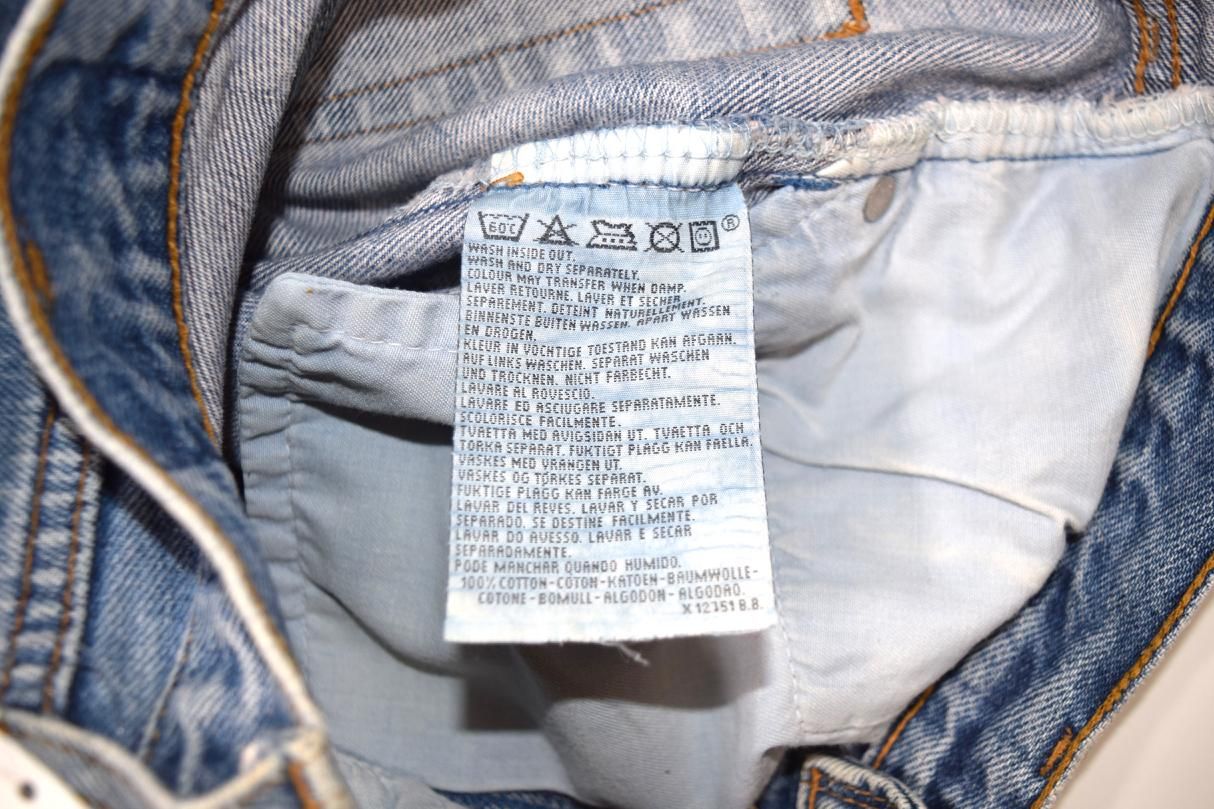 60C ®
WASH INSIDE OUT.
WASH AND DRY SEPARATELY.
COLOUR MAY TRANSFER WHEN DAMP.
LAVER RETOURNE. LAVER ET SECHER
SEPAREMENT. DETEINT NATURELLEMENT.
BINNENSTE BUITEN WASSEN. APART WASSEN
EN DROGEN.
KLEUR IN VOCHTIGE TOESTAND KAN AFGARN.
AUF LINKS WASCHEN. SEPARAT WASCHEN
UND TROCKNEN. NICHT FARBECHT.
LAVARE AL ROVESCIO.
LAVARE ED ASCIUGARE SEPARATAMENTE.
SCOLORISCE FACILMENTE.
TVAETTA MED AVIGSIDAN UT. TVAETTA OCH
TORKA SEPARAT. FUKTIGT PLAGG KAN FAELLA.
VASKES MED VRANGEN UT.
VASKES OG TORKES SEPARAT.
FUKTIGE PLAGG KAN FARGE AV.
LAVAR DEL REVES. LAVAR Y SECAR POR
SEPARADO. SE DESTINE FACILMENTE.
LAVAR DO AVESSO. LAVAR E SECAR
SEPARADAMENTE.
PODE MANCHAR QUANDO HUMIDO.
100% COTTON-COTON-KATOEN-BAUMWOLLE-
COTONE-BOMULL-ALGODON-ALGODAO.
X 12751 B.B.